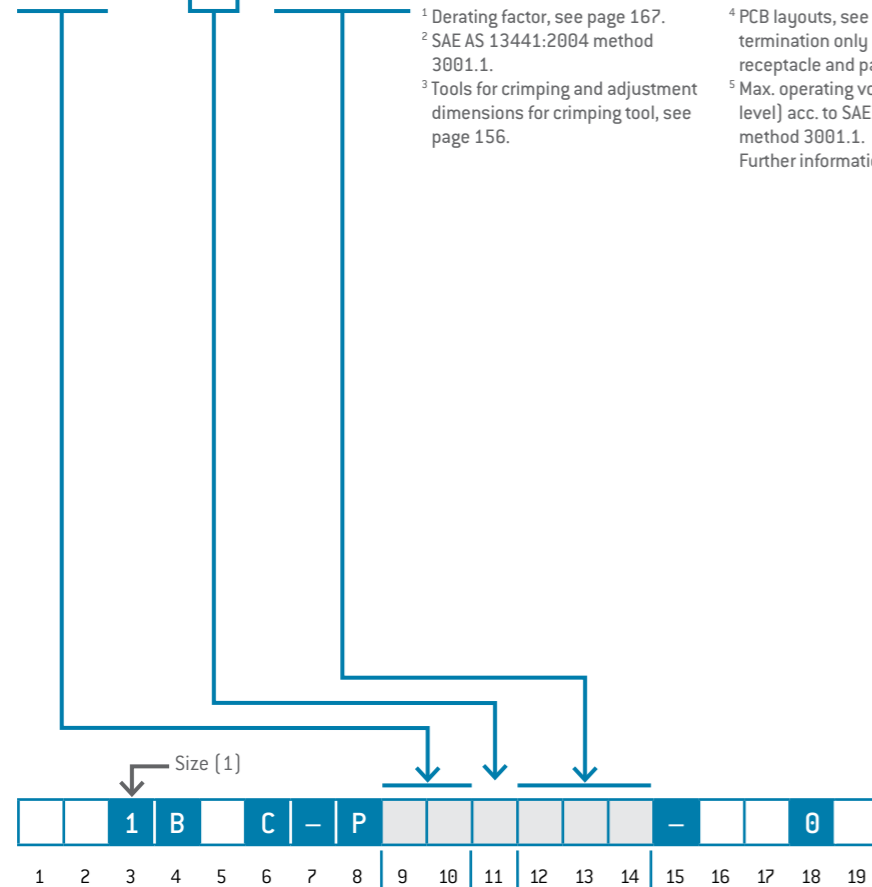 ¹ Derating factor, see page 167.
² SAE AS 13441:2004 method
3001.1.
³ Tools for crimping and adjustment
dimensions for crimping tool, see
page 156.
⁴ PCB layouts, see
termination only
receptacle and
⁵ Max. operating
level) acc. to SAE
method 3001.1.
Further
Size (1)
1 B C – P – 0
1 2 3 4 5 6 7 8 9 10 11 12 13 14 15 16 17 18 19